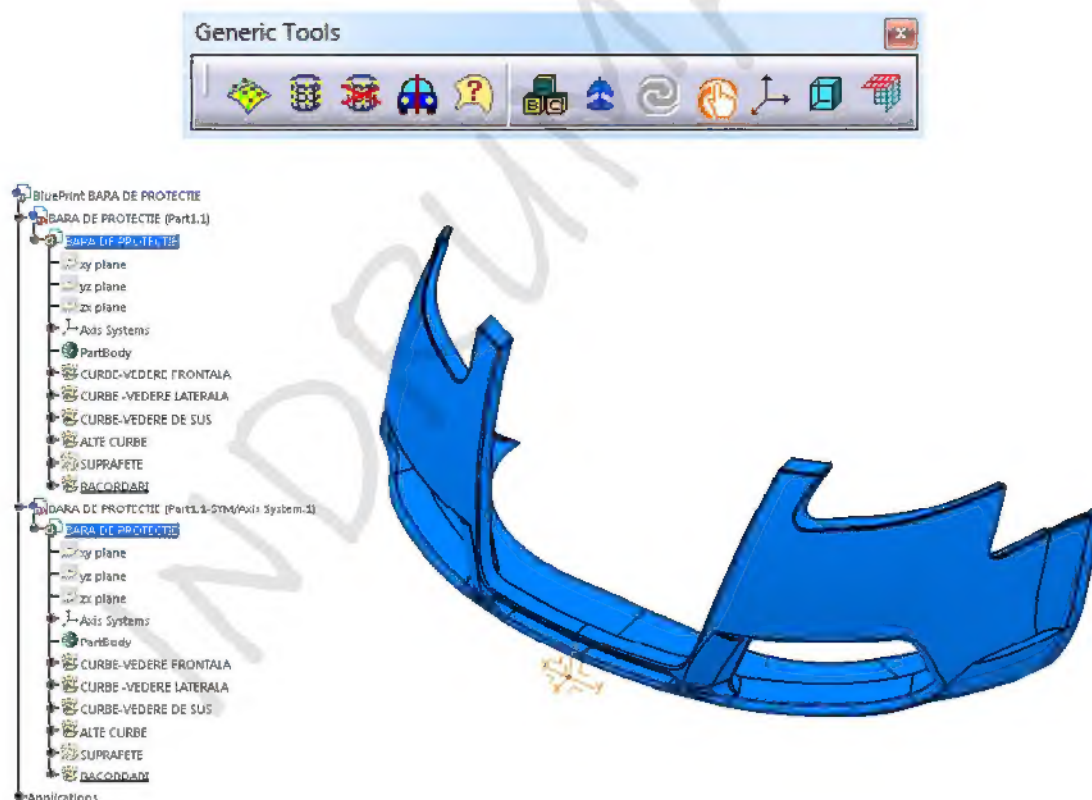 Generic Tools
INDRUM
BluePrint BARA DE PROTECTIE
BARA DE PROTECTIE (Part1.1)
BARA DE PROTECTIE
xy plane
yz plane
zx plane
Axis Systems
PartBody
CURBE-VEDERE FRONTALA
CURBE -VEDERE LATERALA
CURBE-VEDERE DE SUS
ALTE CURBE
SUPRAFETE
RACORDARI
BARA DE PROTECTIE (Part1.1-SYM/Axis System.1)
BARA DE PROTECTIE
xy plane
yz plane
zx plane
Axis Systems
PartBody
CURBE-VEDERE FRONTALA
CURBE -VEDERE LATERALA
CURBE-VEDERE DE SUS
ALTE CURBE
SUPRAFETE
RACORDARI
Applications